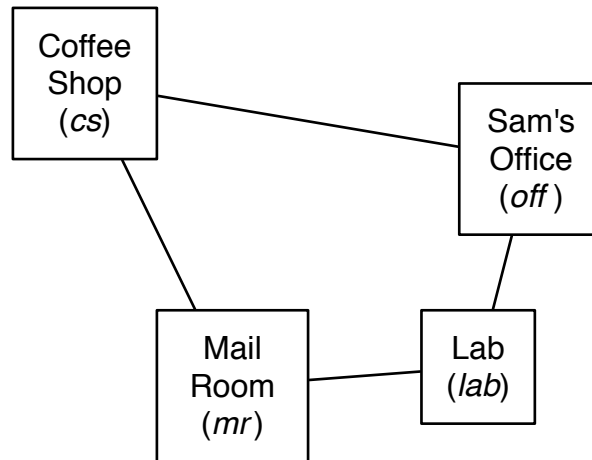 Coffee
Shop
(cs)
Sam's
Office
(off)
Mail
Room
(mr)
Lab
(lab)